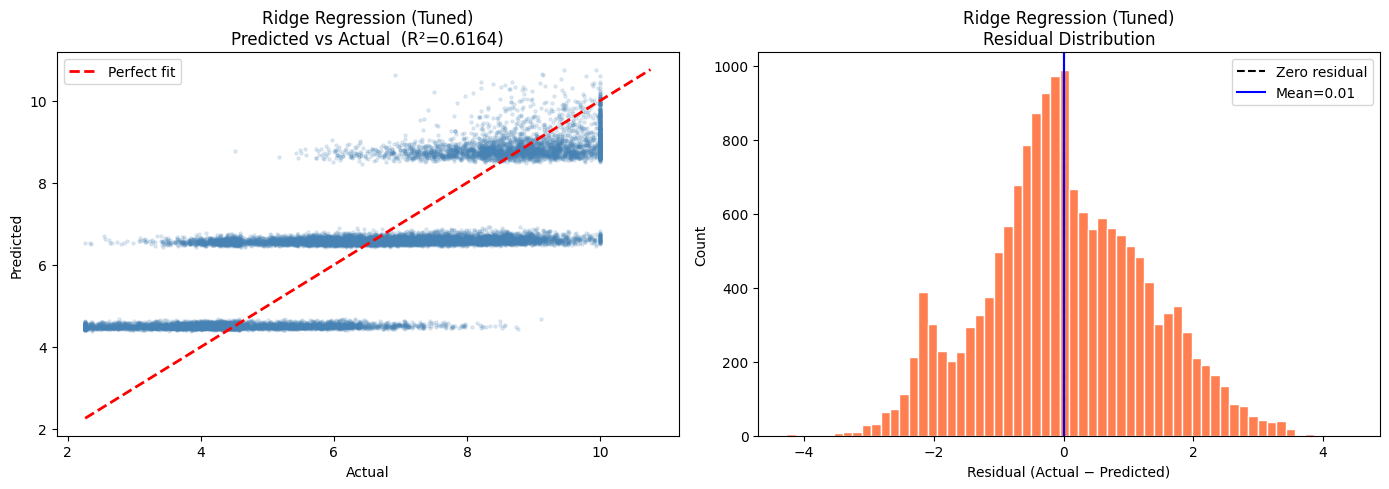 Ridge Regression (Tuned)
Predicted vs Actual  (R²=0.6164)
Perfect fit
Predicted
10
8
6
4
2
2
4
6
8
10
Actual
Ridge Regression (Tuned)
Residual Distribution
Zero residual
Mean=0.01
Count
1000
800
600
400
200
0
−4
−2
0
2
4
Residual (Actual − Predicted)